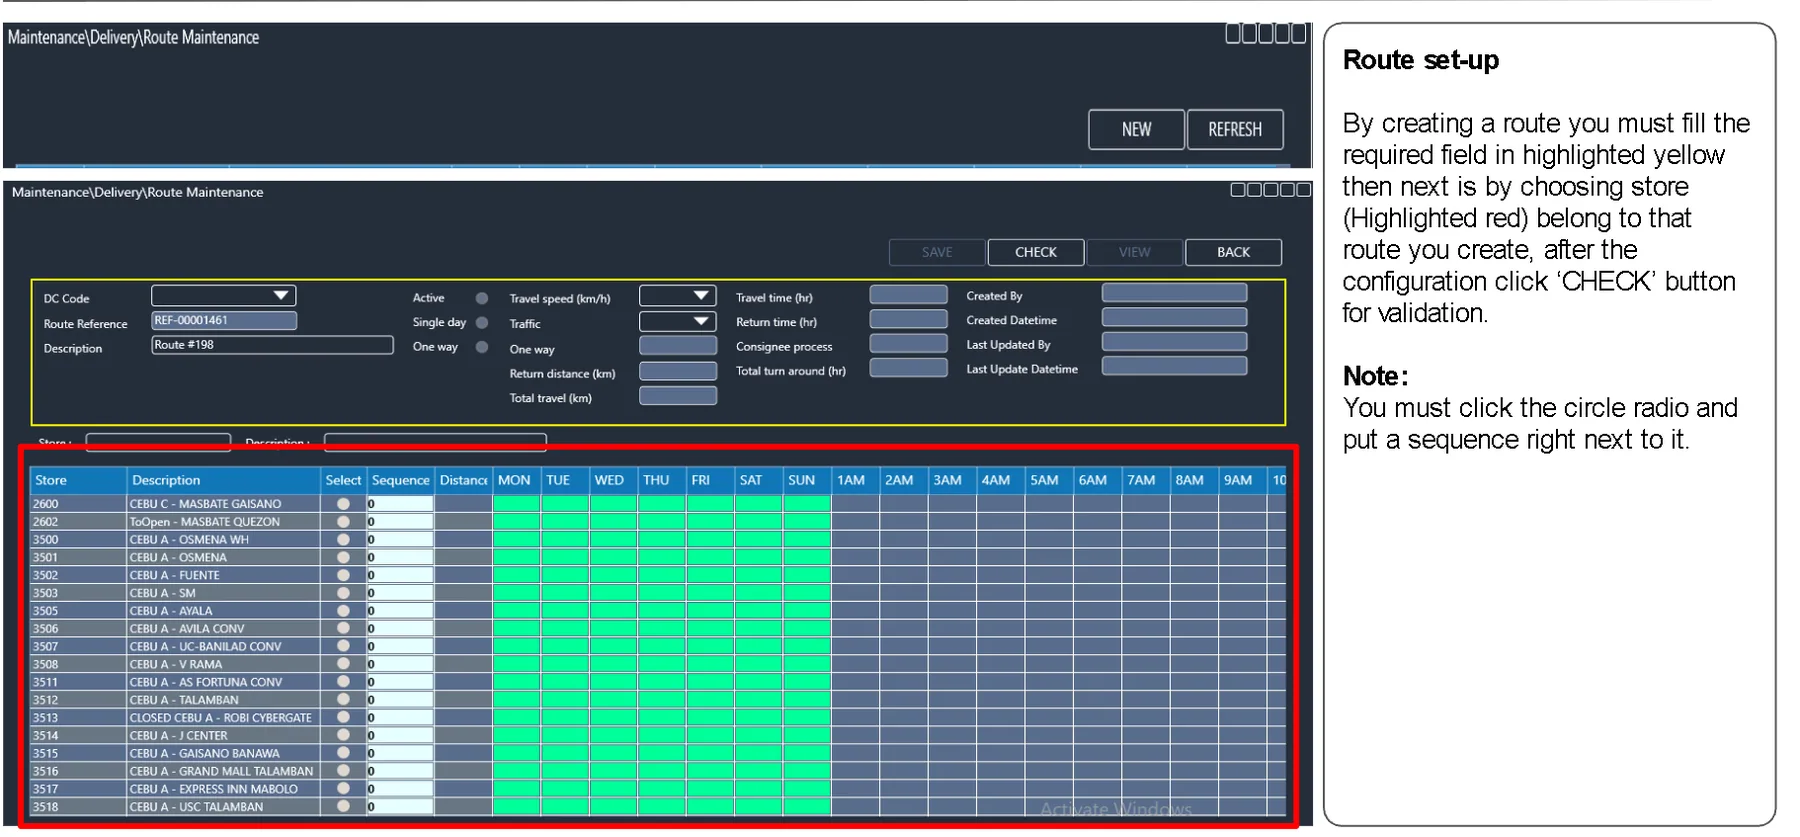 Maintenance\Delivery\Route Maintenance
NEW REFRESH
Maintenance\Delivery\Route Maintenance
SAVE CHECK VIEW BACK
DC Code
Route Reference REF-00001461
Description Route #198
Active
Single day
One way
Travel speed (km/h)
Traffic
One way
Return distance (km)
Total travel (km)
Travel time (hr)
Return time (hr)
Consignee process
Total turn around (hr)
Created By
Created Datetime
Last Updated By
Last Update Datetime
Store : Description :
Store Description Select Sequence Distance MON TUE WED THU FRI SAT SUN 1AM 2AM 3AM 4AM 5AM 6AM 7AM 8AM 9AM 10
2600 CEBU C - MASBATE GAISANO 0
2602 ToOpen - MASBATE QUEZON 0
3500 CEBU A - OSMENA WH 0
3501 CEBU A - OSMENA 0
3502 CEBU A - FUENTE 0
3503 CEBU A - SM 0
3505 CEBU A - AYALA 0
3506 CEBU A - AVILA CONV 0
3507 CEBU A - UC-BANILAD CONV 0
3508 CEBU A - V RAMA 0
3511 CEBU A - AS FORTUNA CONV 0
3512 CEBU A - TALAMBAN 0
3513 CLOSED CEBU A - ROBI CYBERGATE 0
3514 CEBU A - J CENTER 0
3515 CEBU A - GAISANO BANAWA 0
3516 CEBU A - GRAND MALL TALAMBAN 0
3517 CEBU A - EXPRESS INN MABOLO 0
3518 CEBU A - USC TALAMBAN 0
Activate Windows
Route set-up
By creating a route you must fill the
required field in highlighted yellow
then next is by choosing store
(Highlighted red) belong to that
route you create, after the
configuration click ‘CHECK’ button
for validation.
Note:
You must click the circle radio and
put a sequence right next to it.